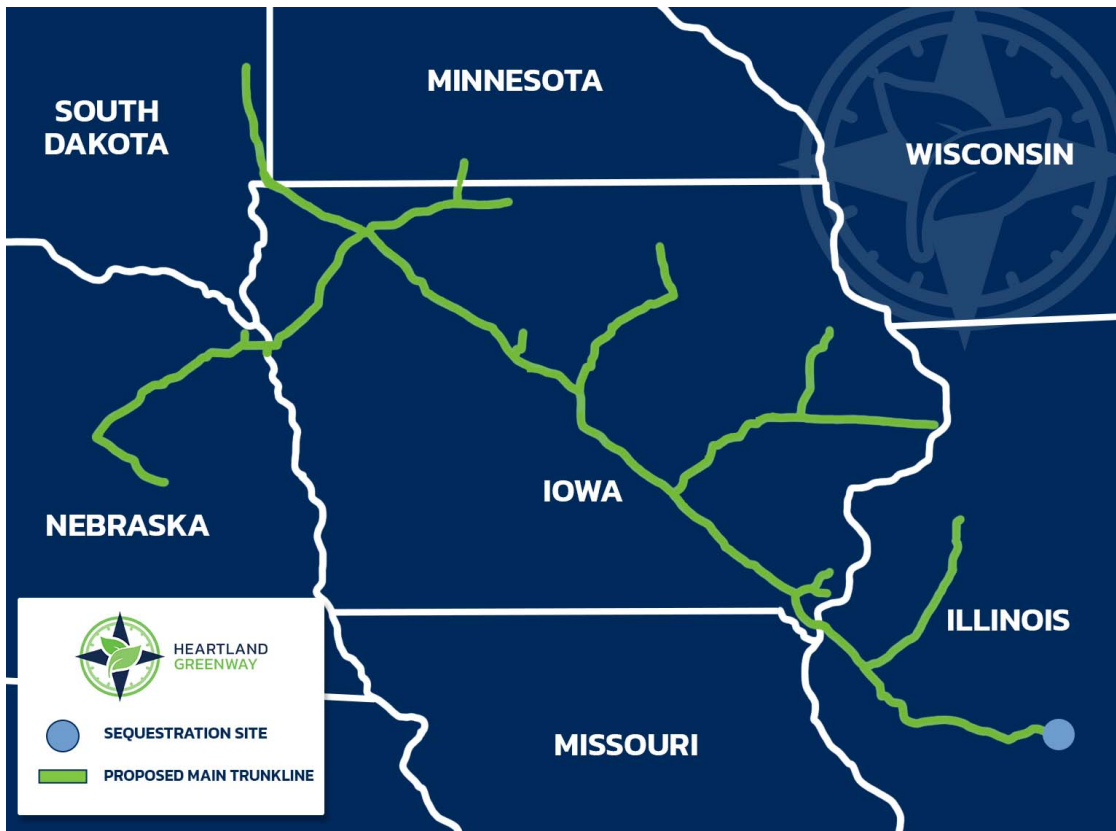 SOUTH
DAKOTA
MINNESOTA
WISCONSIN
IOWA
NEBRASKA
ILLINOIS
MISSOURI
HEARTLAND
GREENWAY
SEQUESTRATION SITE
PROPOSED MAIN TRUNKLINE